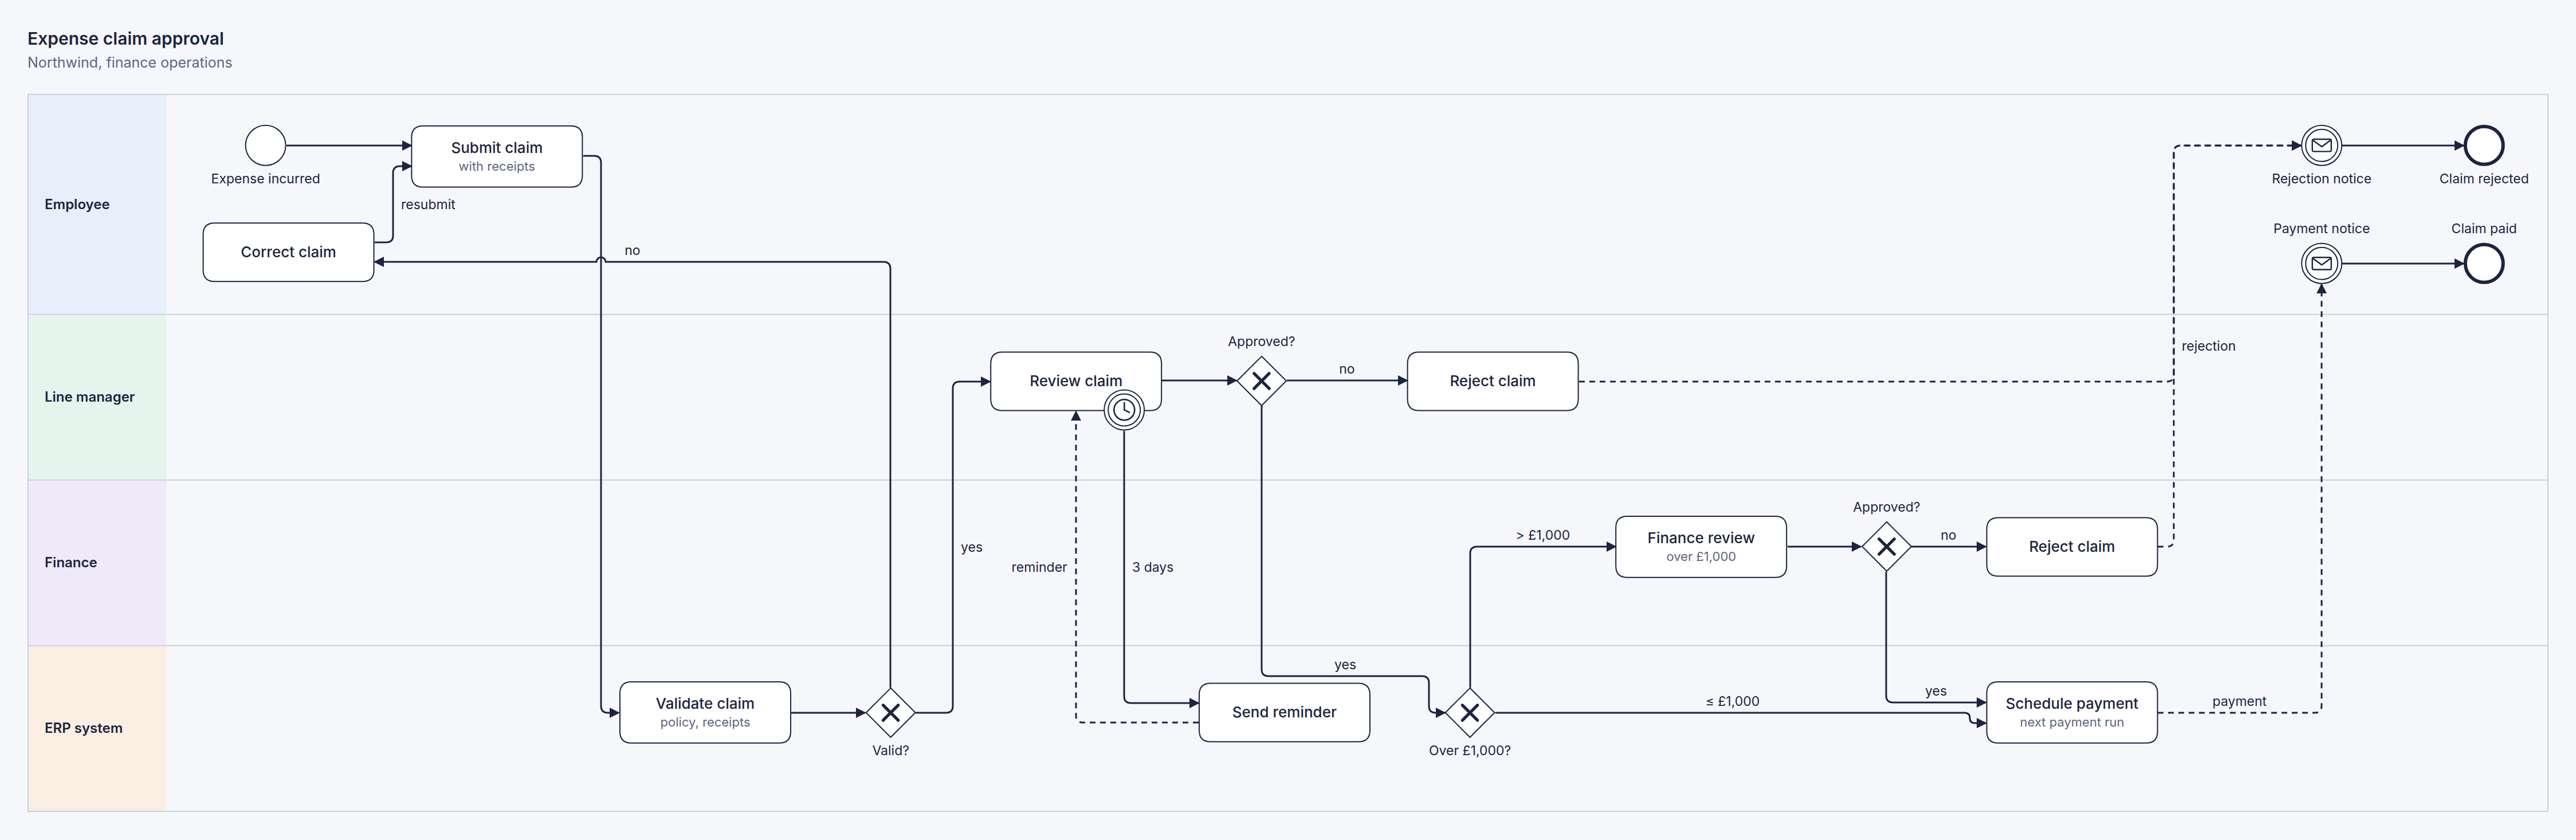 Expense claim approval
Northwind, finance operations
Employee
Expense incurred
Submit claim
with receipts
resubmit
Correct claim
no
Rejection notice
Claim rejected
Payment notice
Claim paid
Line manager
Review claim
Approved?
no
Reject claim
rejection
Finance
yes
reminder
3 days
> £1,000
Finance review
over £1,000
Approved?
no
Reject claim
ERP system
Validate claim
policy, receipts
Valid?
Send reminder
yes
Over £1,000?
≤ £1,000
yes
Schedule payment
next payment run
payment